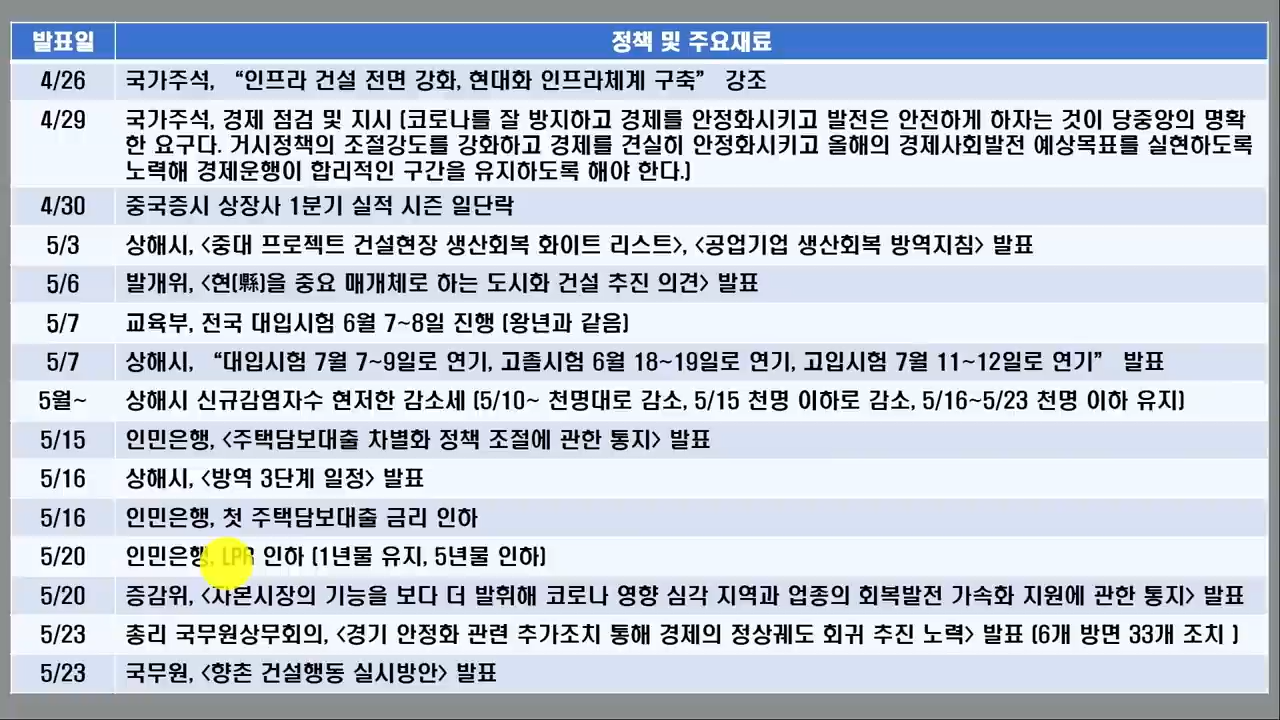 발표일 정책 및 주요재료
4/26 국가주석, “인프라 건설 전면 강화, 현대화 인프라체계 구축” 강조
4/29 국가주석, 경제 점검 및 지시 (코로나를 잘 방지하고 경제를 안정화시키고 발전은 안전하게 하자는 것이 당중앙의 명확
한 요구다. 거시정책의 조절강도를 강화하고 경제를 견실히 안정화시키고 올해의 경제사회발전 예상목표를 실현하도록
노력해 경제운행이 합리적인 구간을 유지하도록 해야 한다.)
4/30 중국증시 상장사 1분기 실적 시즌 일단락
5/3 상해시, <중대 프로젝트 건설현장 생산회복 화이트 리스트>, <공업기업 생산회복 방역지침> 발표
5/6 발개위, <현(縣)을 중요 매개체로 하는 도시화 건설 추진 의견> 발표
5/7 교육부, 전국 대입시험 6월 7~8일 진행 (왕년과 같음)
5/7 상해시, “대입시험 7월 7~9일로 연기, 고졸시험 6월 18~19일로 연기, 고입시험 7월 11~12일로 연기” 발표
5월~ 상해시 신규감염자수 현저한 감소세 (5/10~ 천명대로 감소, 5/15 천명 이하로 감소, 5/16~5/23 천명 이하 유지)
5/15 인민은행, <주택담보대출 차별화 정책 조절에 관한 통지> 발표
5/16 상해시, <방역 3단계 일정> 발표
5/16 인민은행, 첫 주택담보대출 금리 인하
5/20 인민은행, LPR 인하 (1년물 유지, 5년물 인하)
5/20 증감위, <자본시장의 기능을 보다 더 발휘해 코로나 영향 심각 지역과 업종의 회복발전 가속화 지원에 관한 통지> 발표
5/23 총리 국무원상무회의, <경기 안정화 관련 추가조치 통해 경제의 정상궤도 회귀 추진 노력> 발표 (6개 방면 33개 조치 )
5/23 국무원, <향촌 건설행동 실시방안> 발표